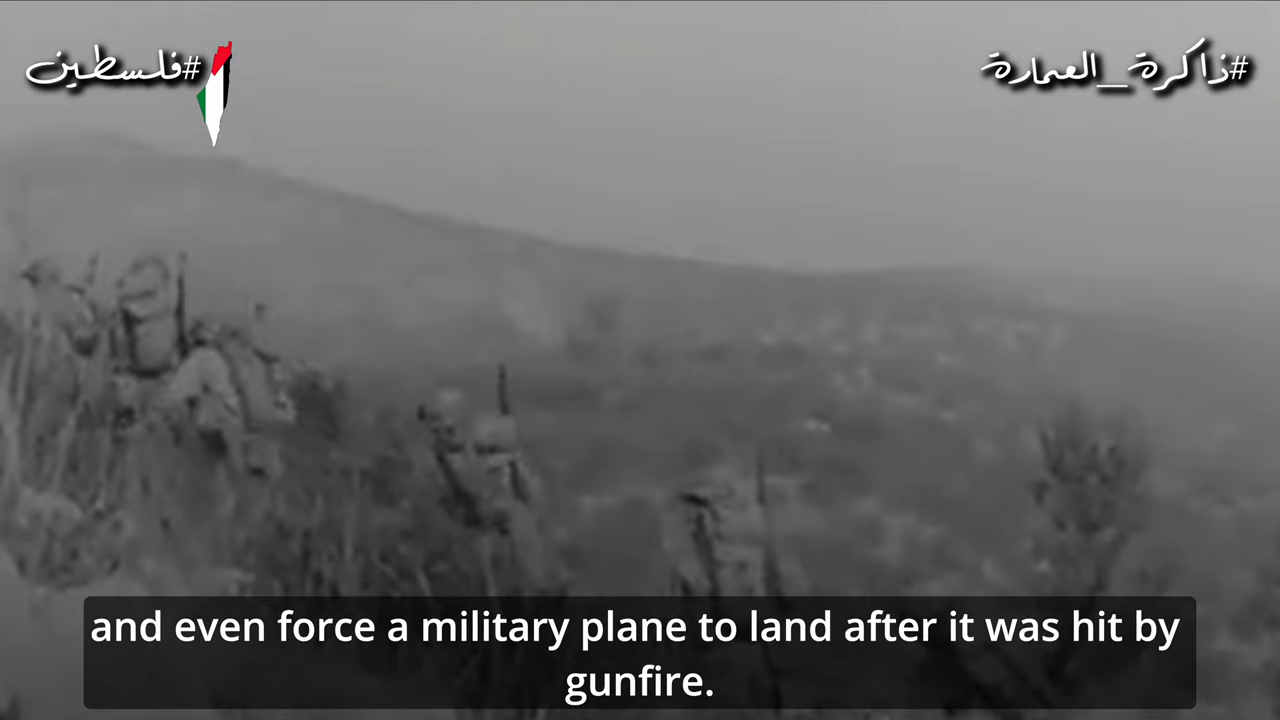 #فلسطين
#ذاكرة_العمارة
and even force a military plane to land after it was hit by
gunfire.